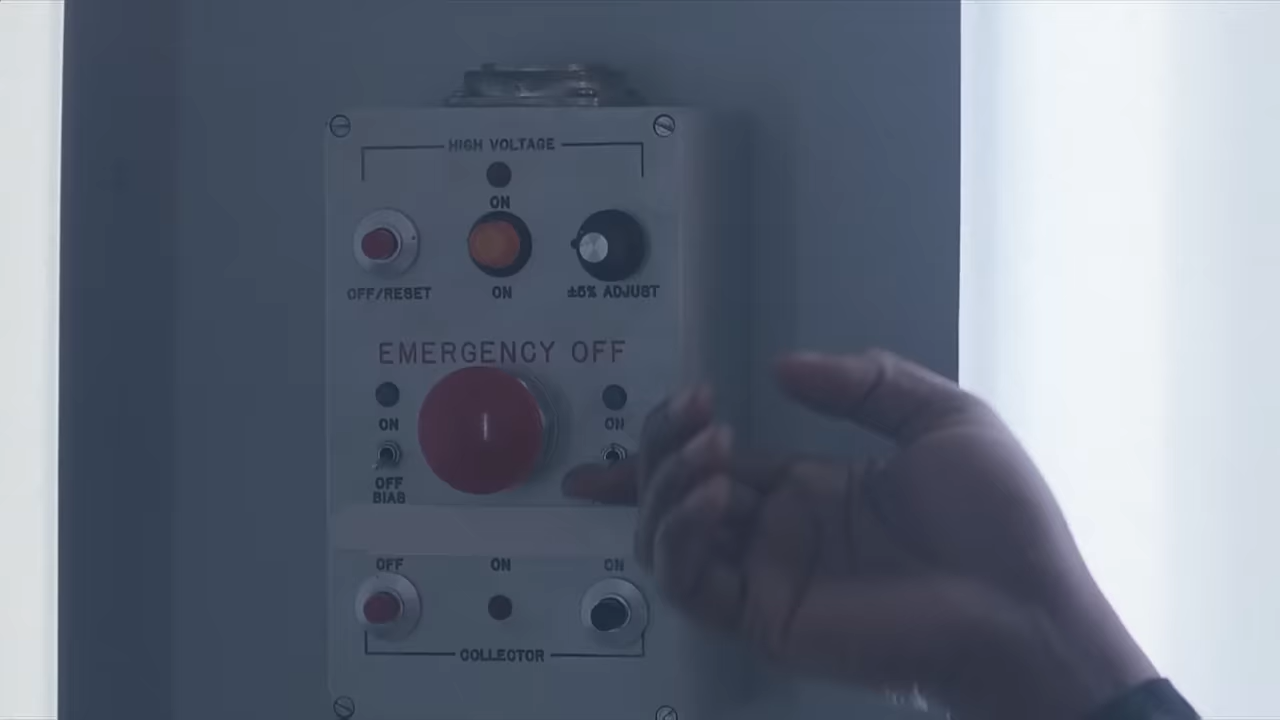 HIGH VOLTAGE
ON
OFF/RESET ON ±5% ADJUST
EMERGENCY OFF
ON ON
OFF
BIAS
OFF ON ON
COLLECTOR